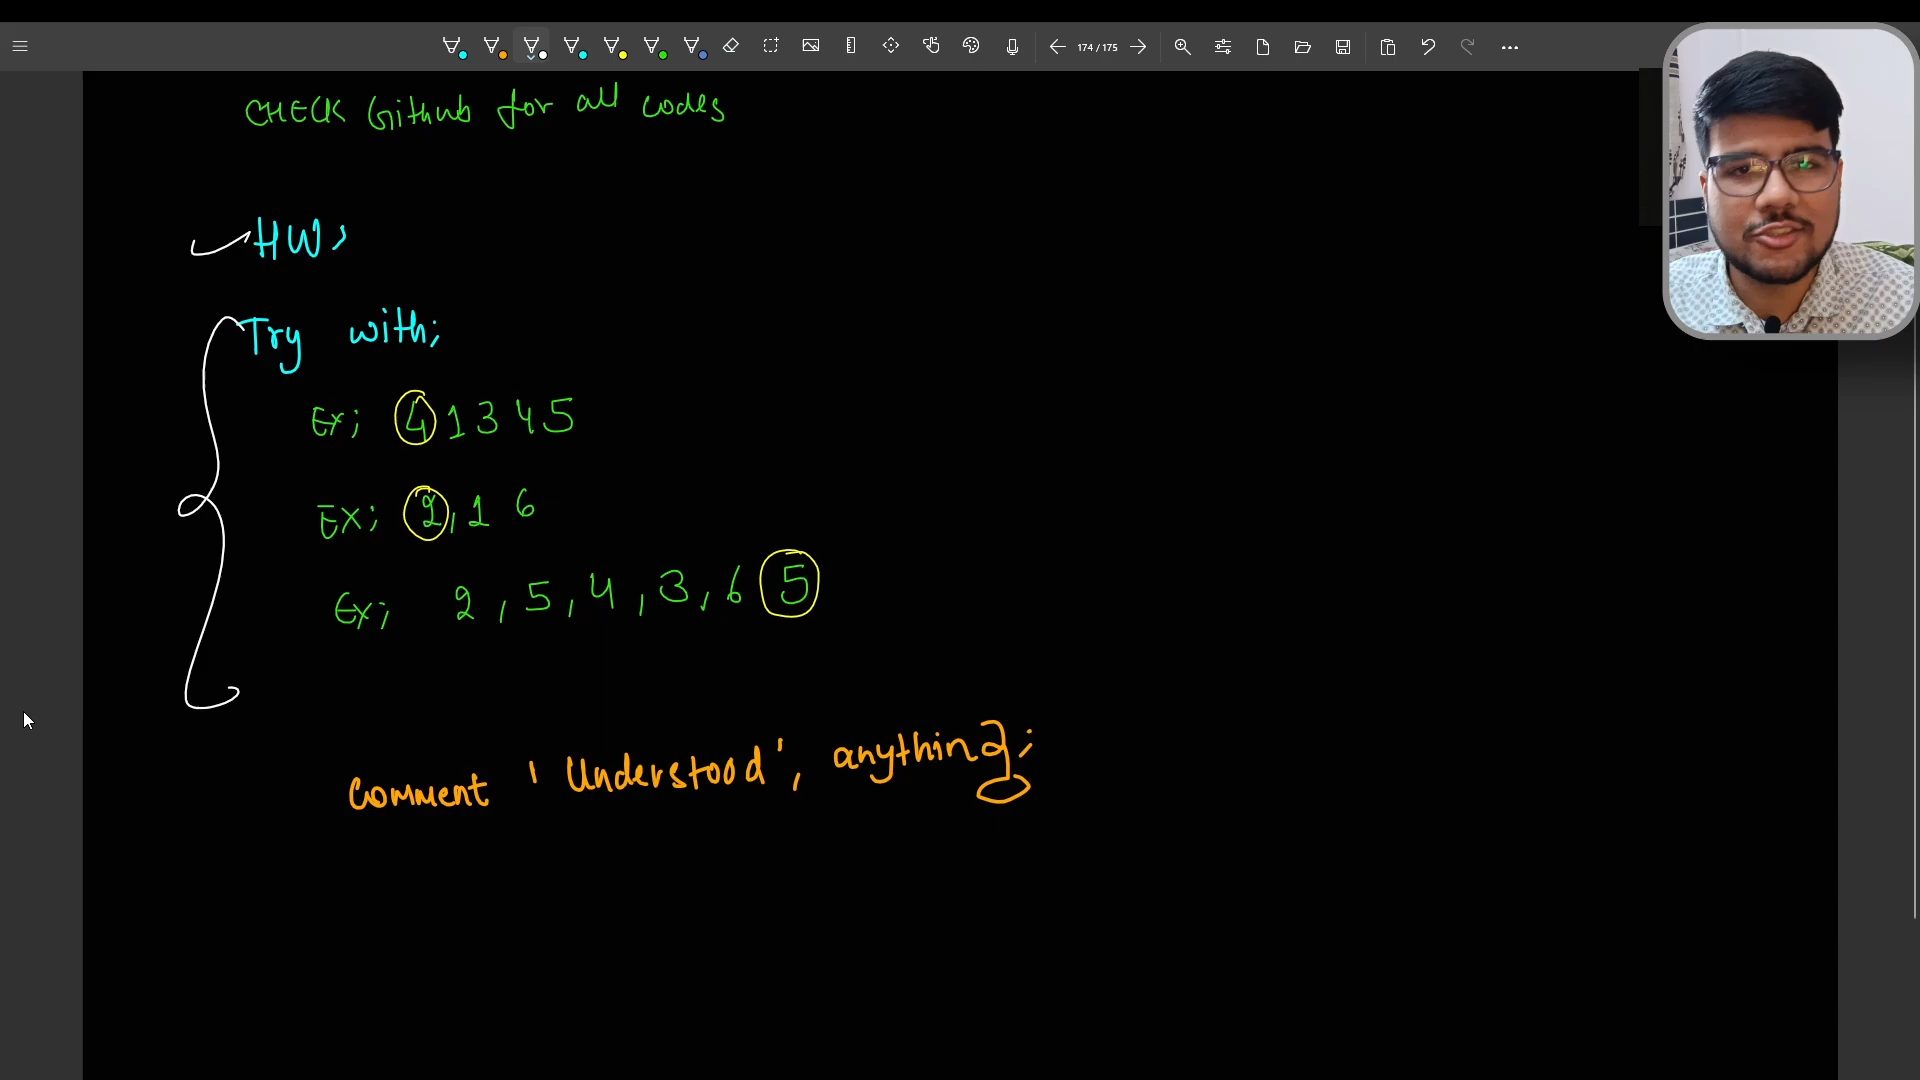 174 / 175
CHECK Github for all codes
HW;
Try with;
Ex; 4 1 3 4 5
Ex; 2, 1 6
Ex; 2, 5, 4, 3, 6 5
Comment 'Understood', anything;